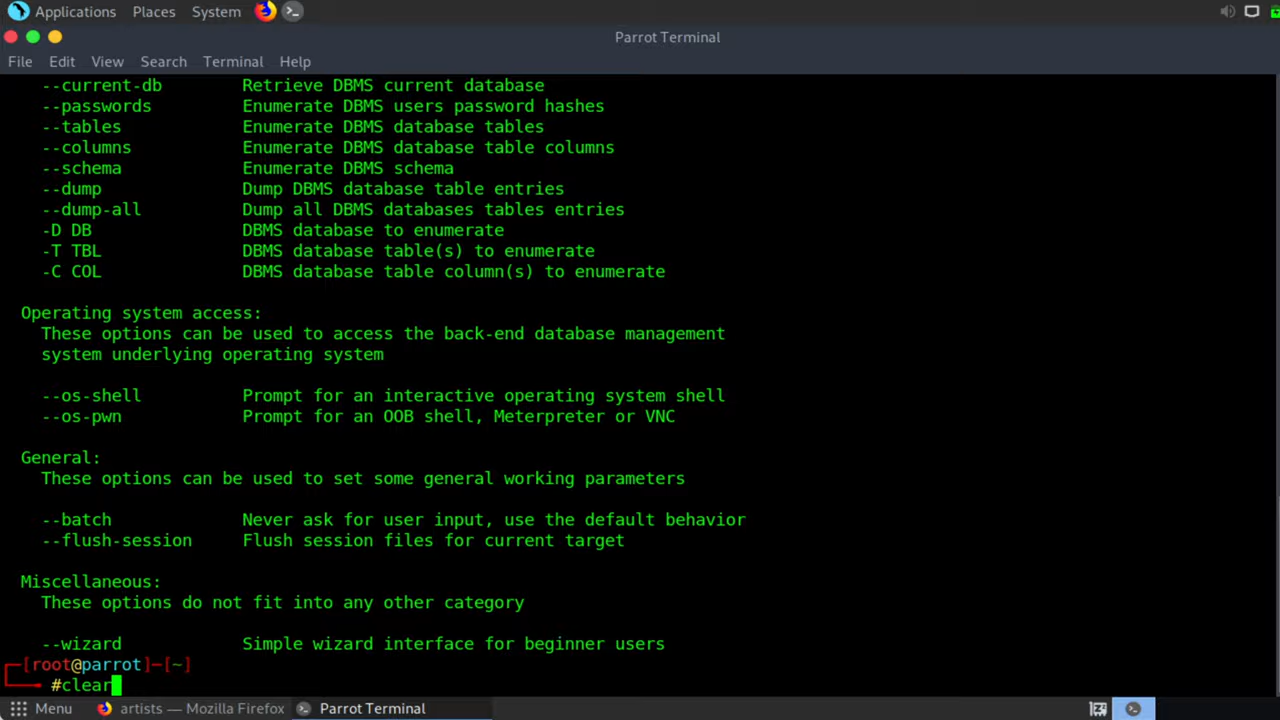 Applications Places System
Parrot Terminal
File Edit View Search Terminal Help
--current-db Retrieve DBMS current database
--passwords Enumerate DBMS users password hashes
--tables Enumerate DBMS database tables
--columns Enumerate DBMS database table columns
--schema Enumerate DBMS schema
--dump Dump DBMS database table entries
--dump-all Dump all DBMS databases tables entries
-D DB DBMS database to enumerate
-T TBL DBMS database table(s) to enumerate
-C COL DBMS database table column(s) to enumerate
Operating system access:
These options can be used to access the back-end database management
system underlying operating system
--os-shell Prompt for an interactive operating system shell
--os-pwn Prompt for an OOB shell, Meterpreter or VNC
General:
These options can be used to set some general working parameters
--batch Never ask for user input, use the default behavior
--flush-session Flush session files for current target
Miscellaneous:
These options do not fit into any other category
--wizard Simple wizard interface for beginner users
[root@parrot]-[~]
#clear
Menu artists — Mozilla Firefox Parrot Terminal